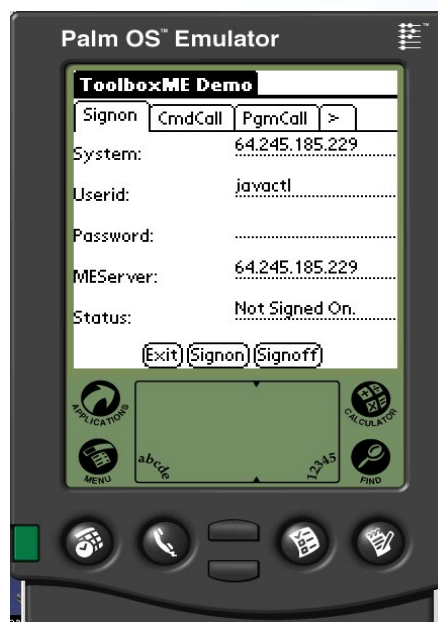 Palm OS™ Emulator
™
ToolboxME Demo
Signon CmdCall PgmCall >
System: 64.245.185.229
Userid: javactl
Password:
MEServer: 64.245.185.229
Status: Not Signed On.
Exit Signon Signoff
APPLICATIONS CALCULATOR
abcde 12345
MENU FIND